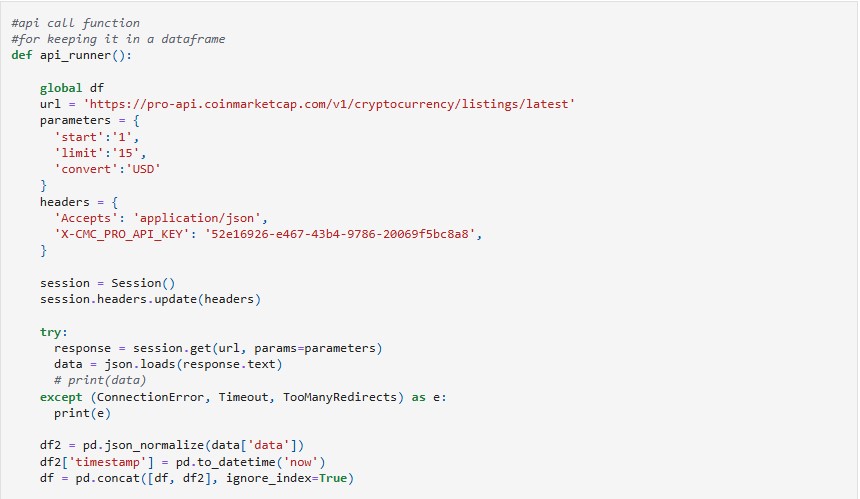 #api call function
#for keeping it in a dataframe
def api_runner():
global df
url = 'https://pro-api.coinmarketcap.com/v1/cryptocurrency/listings/latest'
parameters = {
'start':'1',
'limit':'15',
'convert':'USD'
}
headers = {
'Accepts': 'application/json',
'X-CMC_PRO_API_KEY': '52e16926-e467-43b4-9786-20069f5bc8a8',
}
session = Session()
session.headers.update(headers)
try:
response = session.get(url, params=parameters)
data = json.loads(response.text)
# print(data)
except (ConnectionError, Timeout, TooManyRedirects) as e:
print(e)
df2 = pd.json_normalize(data['data'])
df2['timestamp'] = pd.to_datetime('now')
df = pd.concat([df, df2], ignore_index=True)